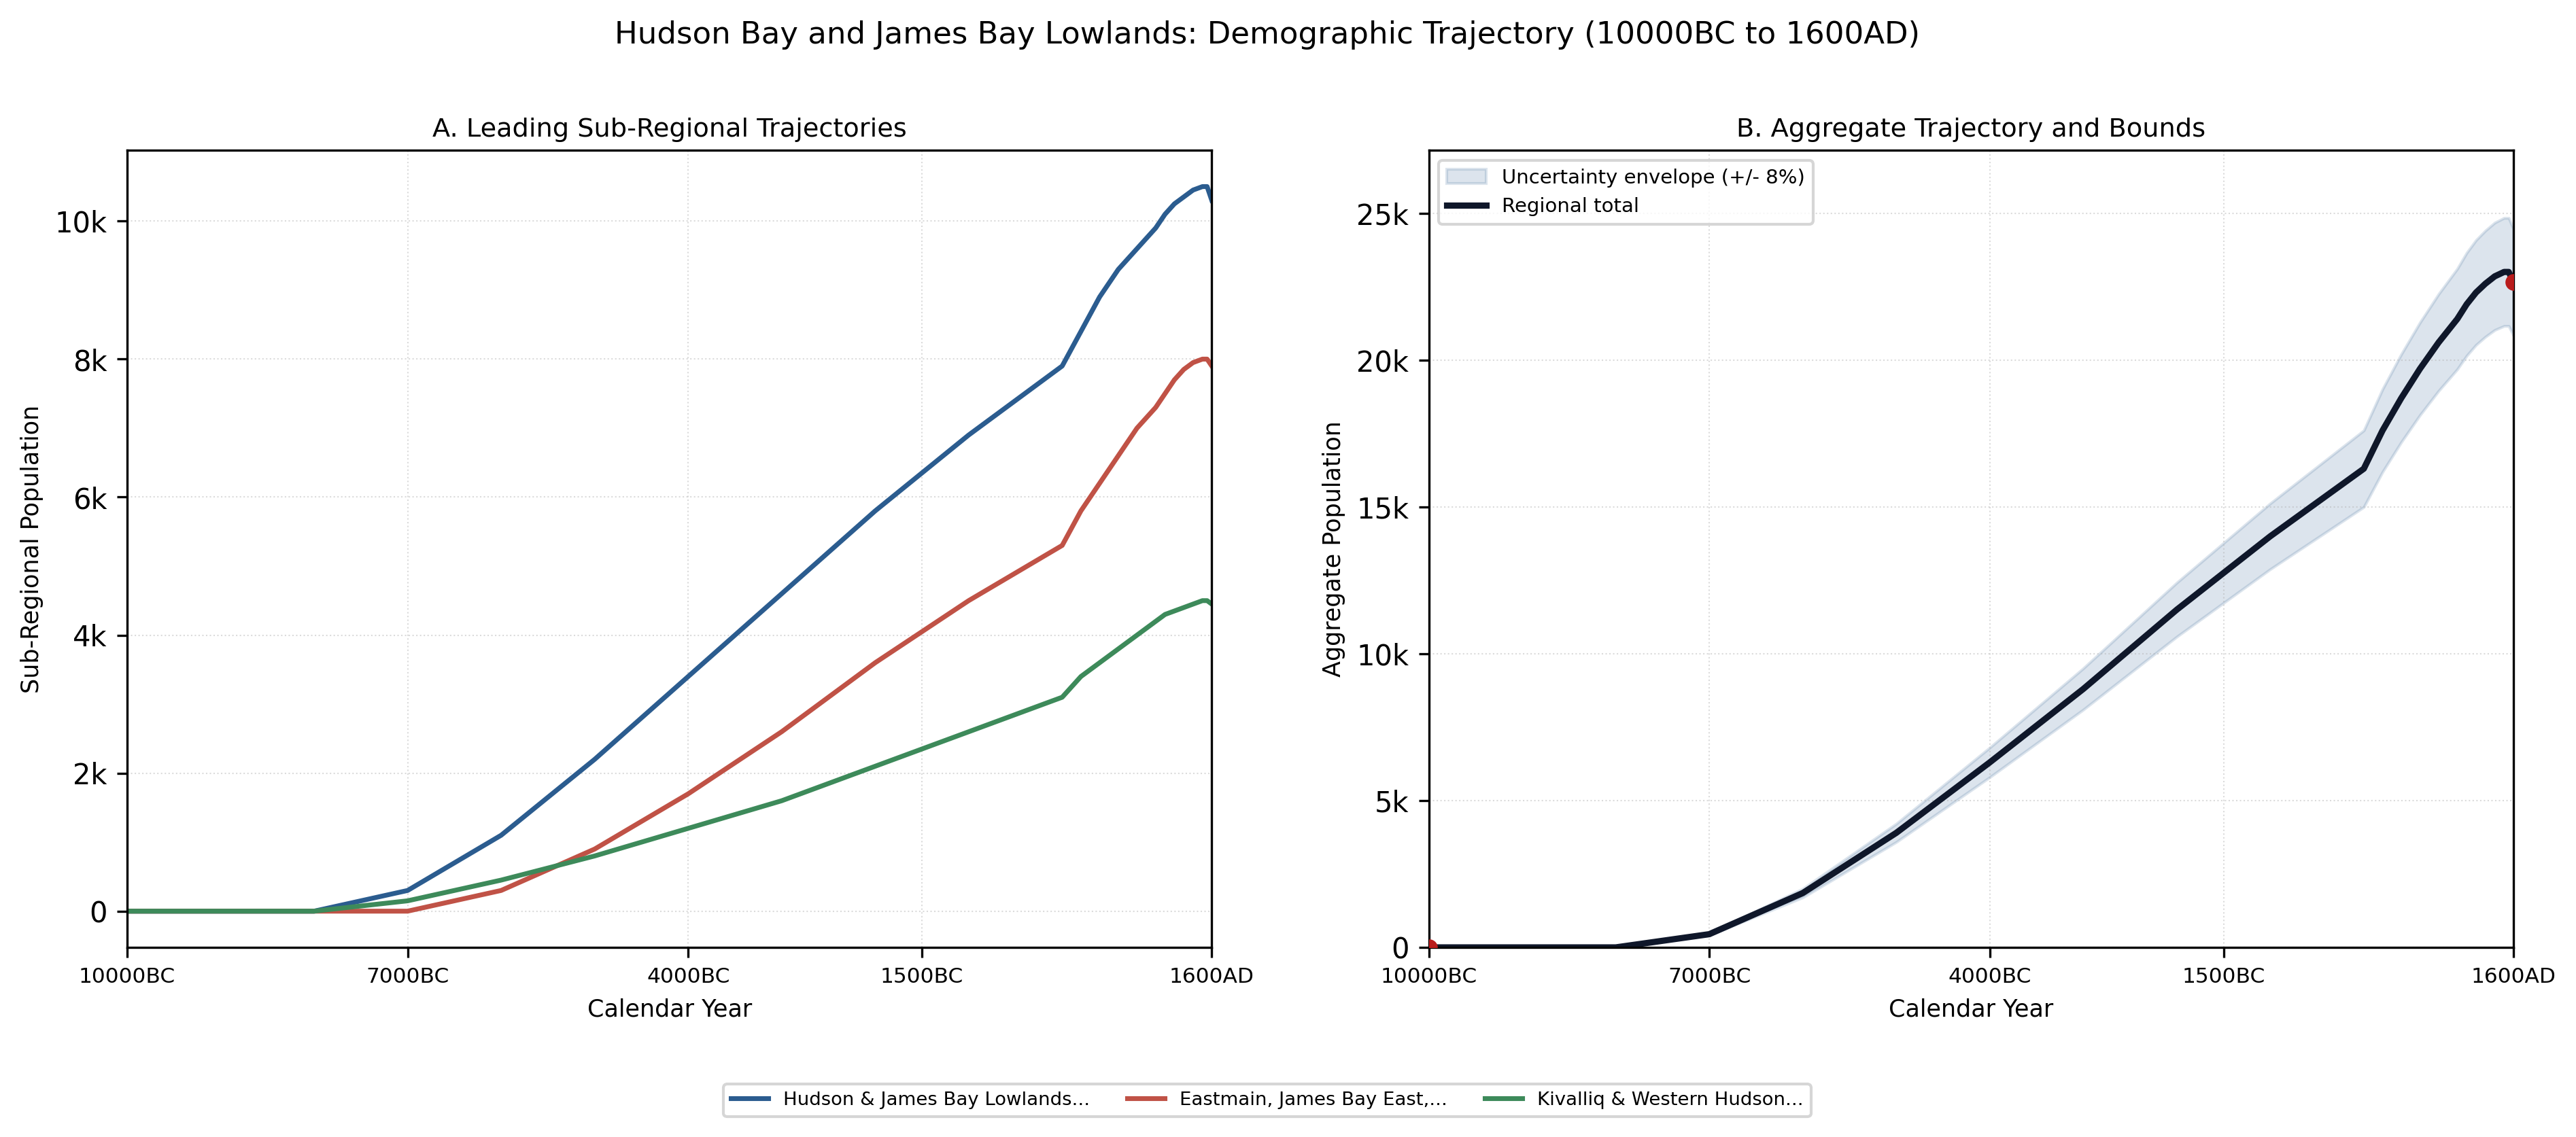 Hudson Bay and James Bay Lowlands: Demographic Trajectory (10000BC to 1600AD)
A. Leading Sub-Regional Trajectories
10k
8k
6k
4k
2k
0
Sub-Regional Population
10000BC
7000BC
4000BC
1500BC
1600AD
Calendar Year
B. Aggregate Trajectory and Bounds
Uncertainty envelope (+/- 8%)
Regional total
25k
20k
15k
10k
5k
0
Aggregate Population
10000BC
7000BC
4000BC
1500BC
1600AD
Calendar Year
Hudson & James Bay Lowlands...
Eastmain, James Bay East,...
Kivalliq & Western Hudson...